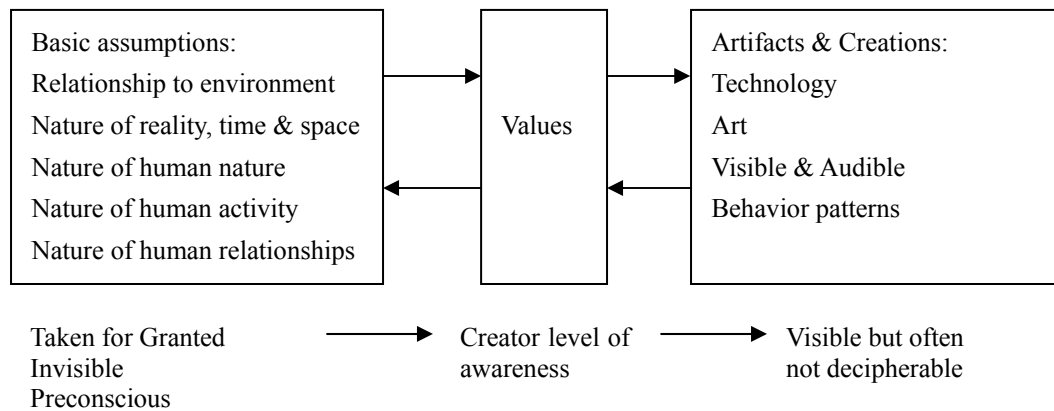 Basic assumptions:
Relationship to environment
Nature of reality, time & space
Nature of human nature
Nature of human activity
Nature of human relationships
Values
Artifacts & Creations:
Technology
Art
Visible & Audible
Behavior patterns
Taken for Granted
Invisible
Preconscious
Creator level of
awareness
Visible but often
not decipherable